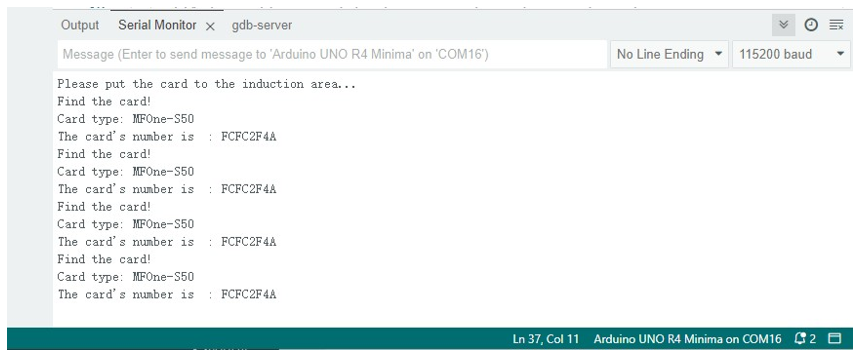 Output Serial Monitor × gdb-server
Message (Enter to send message to 'Arduino UNO R4 Minima' on 'COM16') No Line Ending 115200 baud
Please put the card to the induction area...
Find the card!
Card type: MFOne-S50
The card's number is : FCFC2F4A
Find the card!
Card type: MFOne-S50
The card's number is : FCFC2F4A
Find the card!
Card type: MFOne-S50
The card's number is : FCFC2F4A
Find the card!
Card type: MFOne-S50
The card's number is : FCFC2F4A
Ln 37, Col 11 Arduino UNO R4 Minima on COM16 2